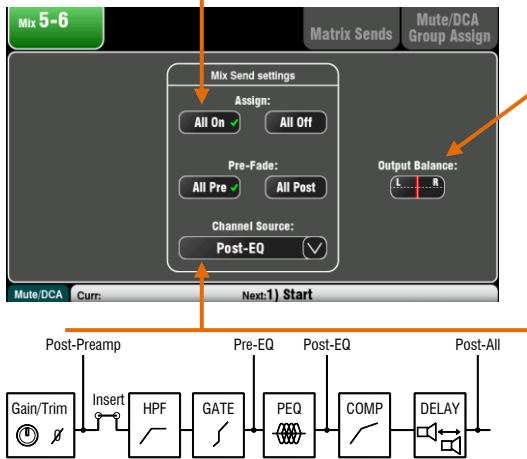 Mix 5-6
Matrix Sends
Mute/DCA
Group Assign
Mix Send settings
Assign:
All On
All Off
Pre-Fade:
All Pre
All Post
Output Balance:
L R
Channel Source:
Post-EQ
Mute/DCA Curr: Next:1) Start
Post-Preamp Pre-EQ Post-EQ Post-All
Gain/Trim
Insert
HPF
GATE
PEQ
COMP
DELAY